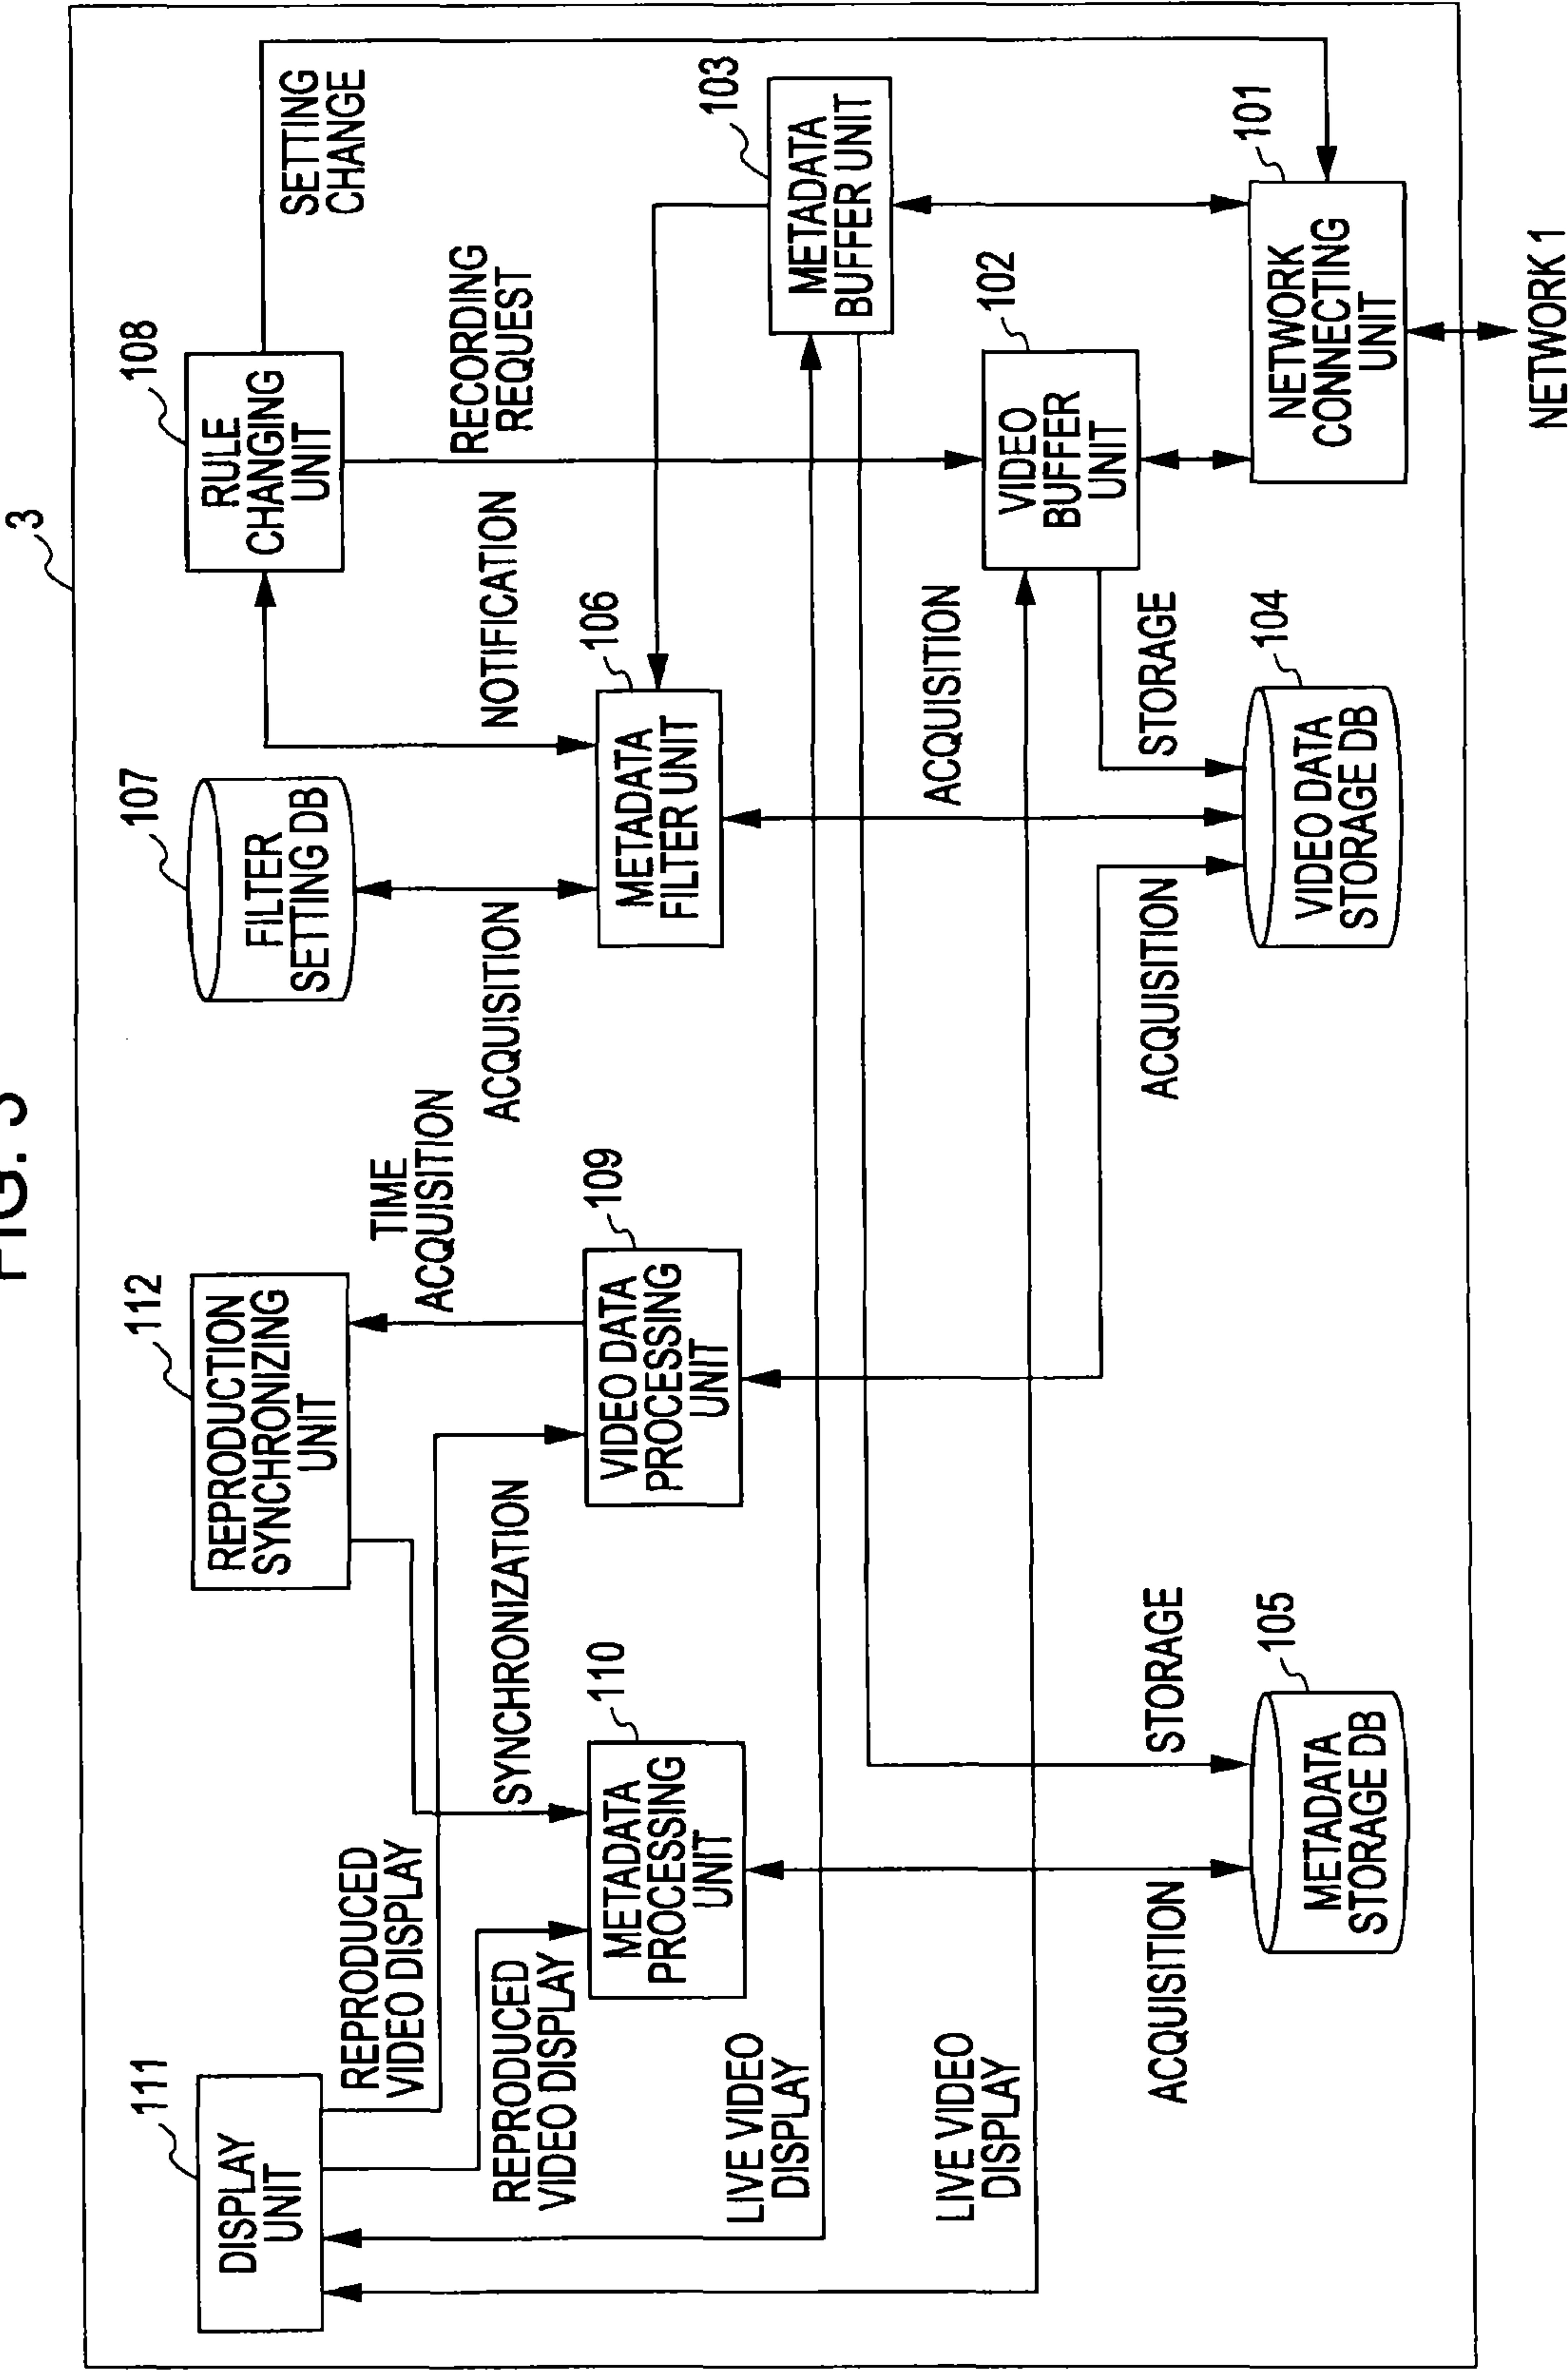 FIG. 3
3
111
DISPLAY
UNIT
112
REPRODUCTION
SYNCHRONIZING
UNIT
107
FILTER
SETTING DB
108
RULE
CHANGING
UNIT
SETTING
CHANGE
REPRODUCED
VIDEO DISPLAY
TIME
ACQUISITION
REPRODUCED
VIDEO DISPLAY
SYNCHRONIZATION
ACQUISITION
NOTIFICATION
RECORDING
REQUEST
110
METADATA
PROCESSING
UNIT
109
VIDEO DATA
PROCESSING
UNIT
106
METADATA
FILTER UNIT
103
METADATA
BUFFER UNIT
LIVE VIDEO
DISPLAY
LIVE VIDEO
DISPLAY
ACQUISITION
102
VIDEO
BUFFER
UNIT
ACQUISITION
STORAGE
ACQUISITION
STORAGE
105
METADATA
STORAGE DB
104
VIDEO DATA
STORAGE DB
101
NETWORK
CONNECTING
UNIT
NETWORK 1